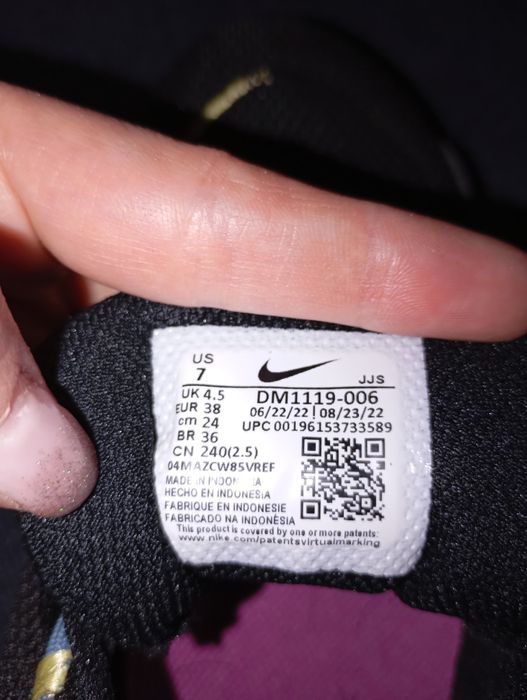 US
7
JJS
UK 4.5
EUR 38
cm 24
BR 36
CN 240(2.5)
DM1119-006
06/22/22 | 08/23/22
UPC 00196153733589
04MAZCW85VREF
MADE IN INDONESIA
HECHO EN INDONESIA
FABRIQUE EN INDONESIE
FABRICADO NA INDONÈSIA
This product is covered by one or more patents:
www.nike.com/patentsvirtualmarking